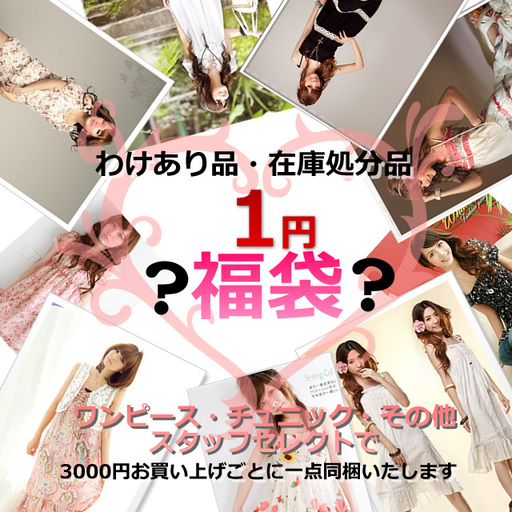 わけあり品・在庫処分品
1円
?福袋?
Spring Girl
ワンピース・チュニック・その他
スタッフセレクトで
3000円お買い上げごとに一点同梱いたします